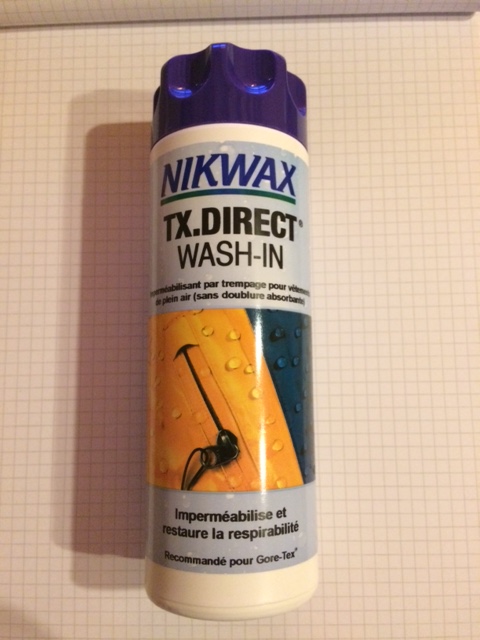 NIKWAX
TX.DIRECT®
WASH-IN
imperméabilisant par trempage pour vêtements
de plein air (sans doublure absorbante)
Imperméabilise et
restaure la respirabilité
Recommandé pour Gore-Tex®